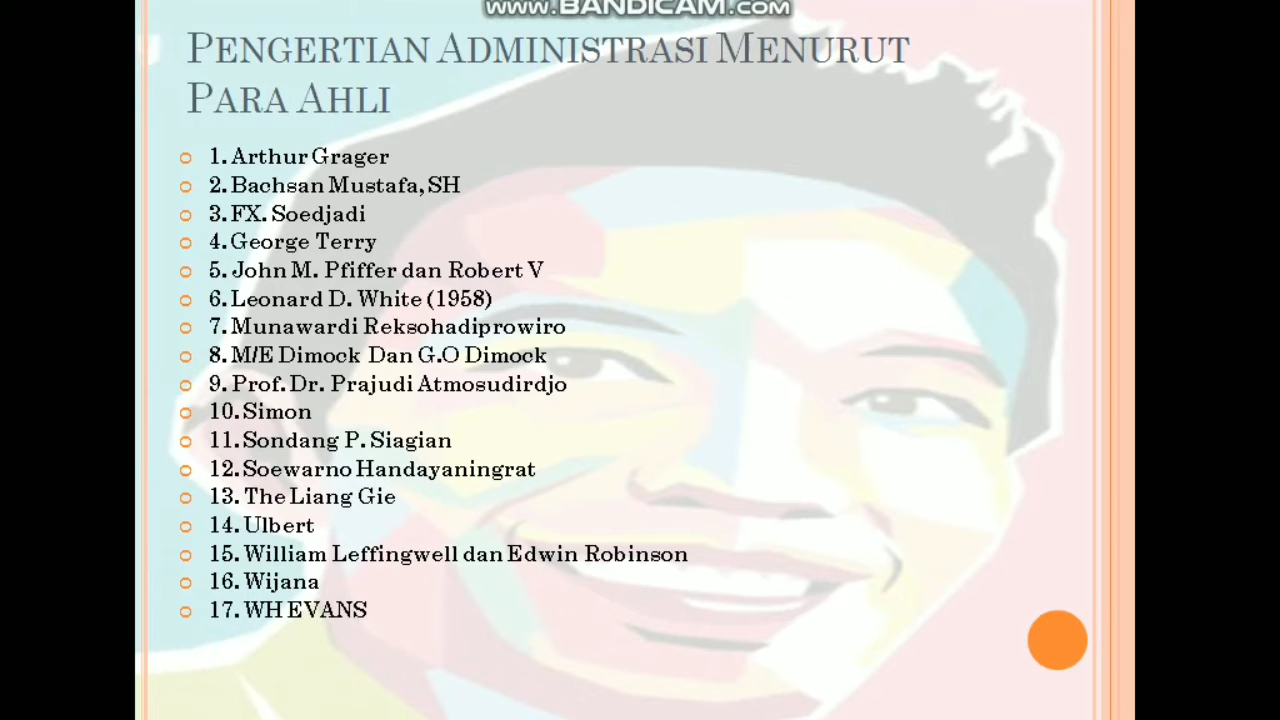 www.BANDICAM.com
PENGERTIAN ADMINISTRASI MENURUT
PARA AHLI
1. Arthur Grager
2. Bachsan Mustafa, SH
3. FX. Soedjadi
4. George Terry
5. John M. Pfiffer dan Robert V
6. Leonard D. White (1958)
7. Munawardi Reksohadiprowiro
8. M/E Dimock Dan G.O Dimock
9. Prof. Dr. Prajudi Atmosudirdjo
10. Simon
11. Sondang P. Siagian
12. Soewarno Handayaningrat
13. The Liang Gie
14. Ulbert
15. William Leffingwell dan Edwin Robinson
16. Wijana
17. WH EVANS